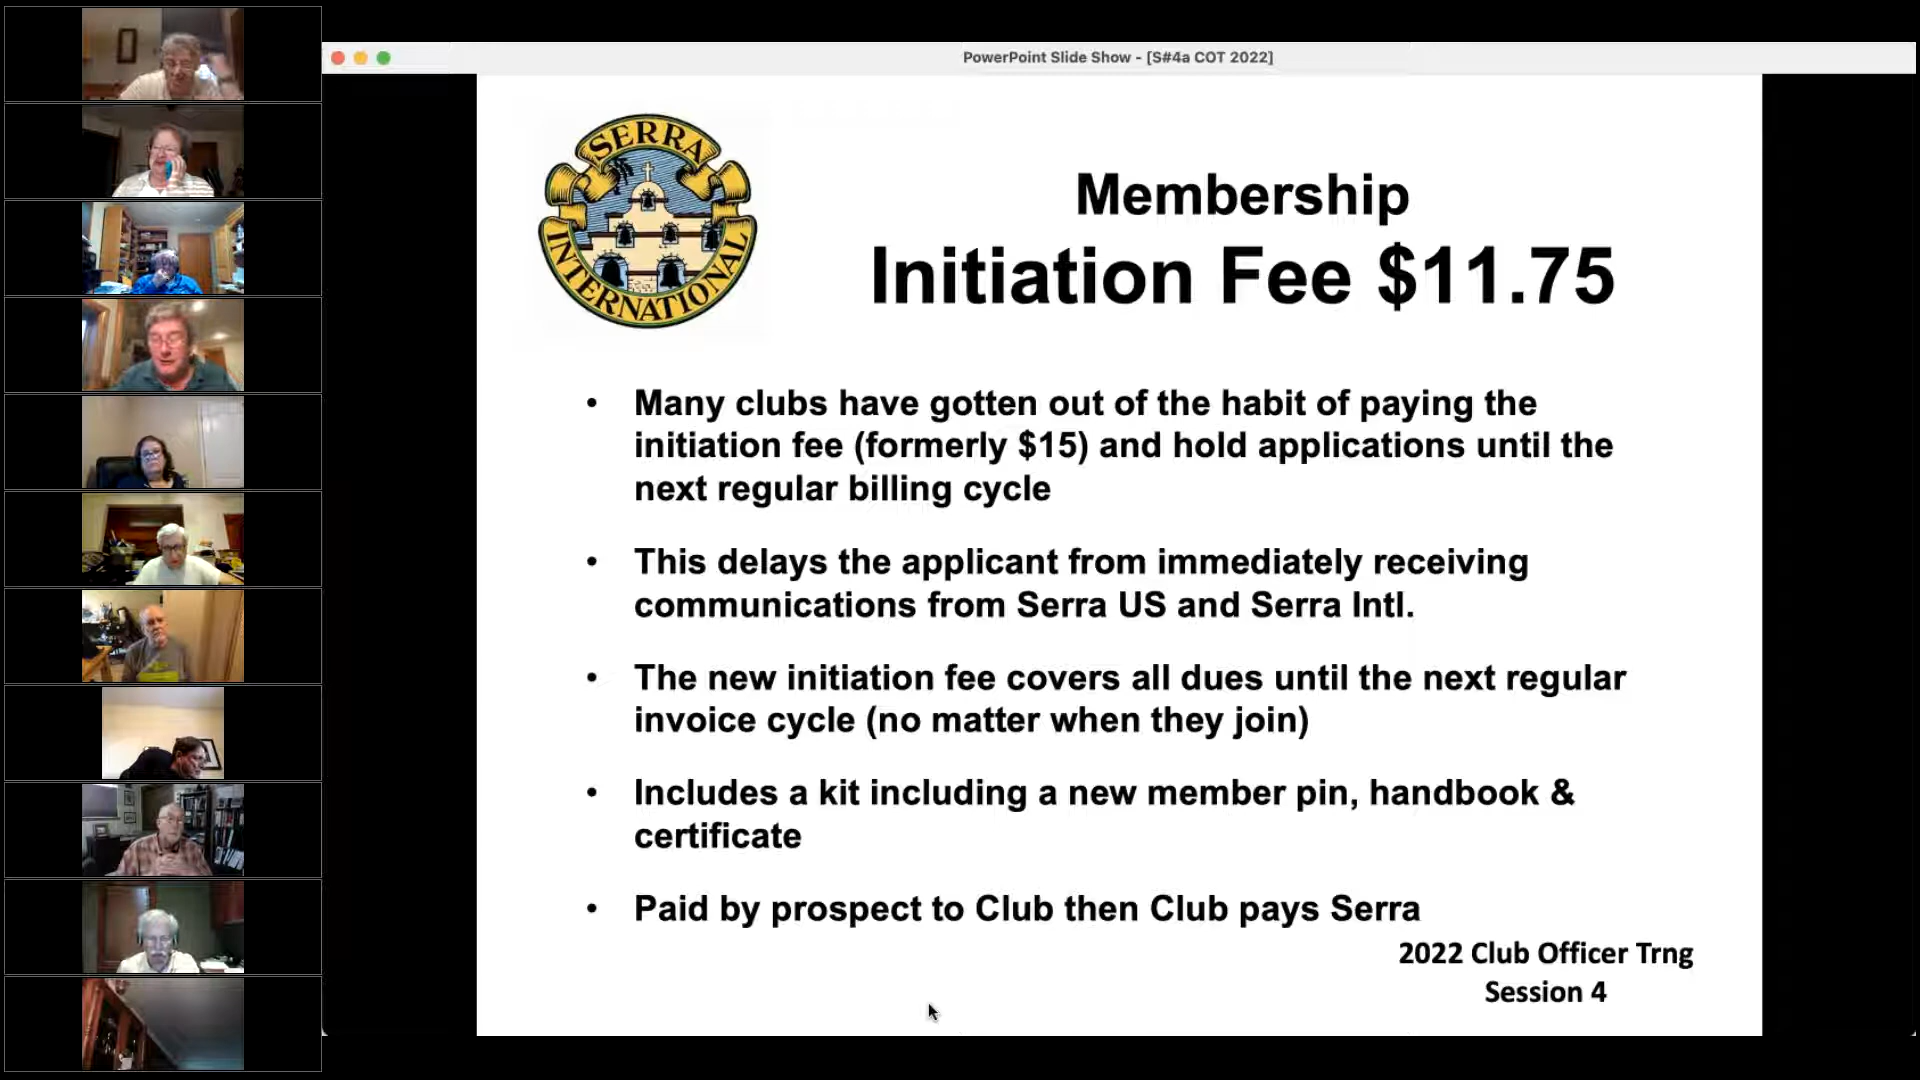 PowerPoint Slide Show - [S#4a COT 2022]
SERRA
INTERNATIONAL
Membership
Initiation Fee $11.75
• Many clubs have gotten out of the habit of paying the
initiation fee (formerly $15) and hold applications until the
next regular billing cycle
• This delays the applicant from immediately receiving
communications from Serra US and Serra Intl.
• The new initiation fee covers all dues until the next regular
invoice cycle (no matter when they join)
• Includes a kit including a new member pin, handbook &
certificate
• Paid by prospect to Club then Club pays Serra
2022 Club Officer Trng
Session 4